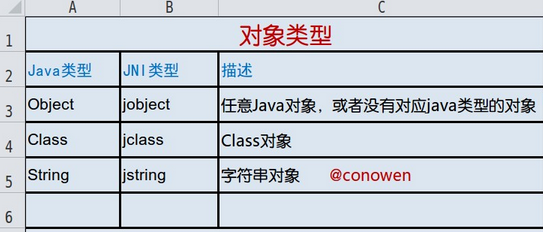 A B C
1 对象类型
2 Java类型 JNI类型 描述
3 Object jobject 任意Java对象，或者没有对应java类型的对象
4 Class jclass Class对象
5 String jstring 字符串对象 @conowen
6